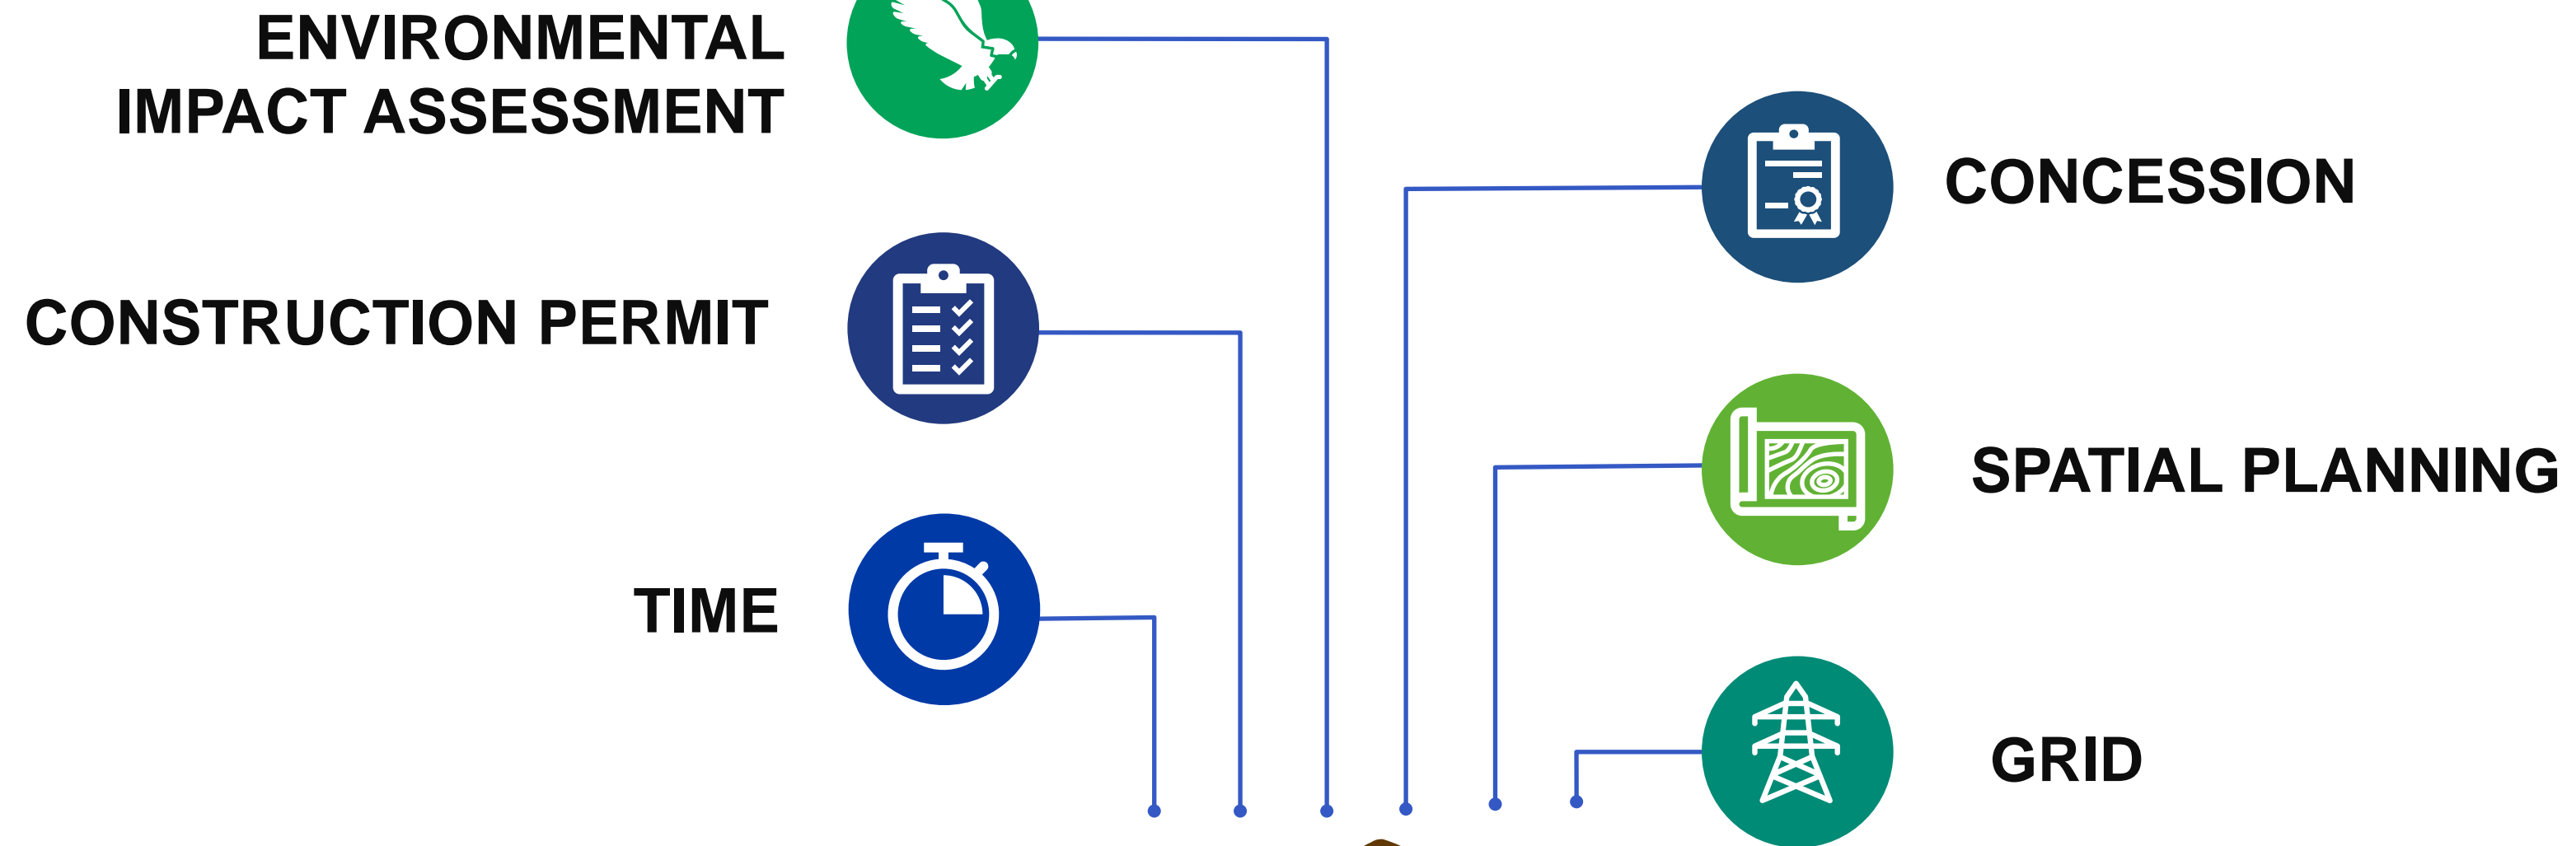 ENVIRONMENTAL
IMPACT ASSESSMENT
CONSTRUCTION PERMIT
TIME
CONCESSION
SPATIAL PLANNING
GRID